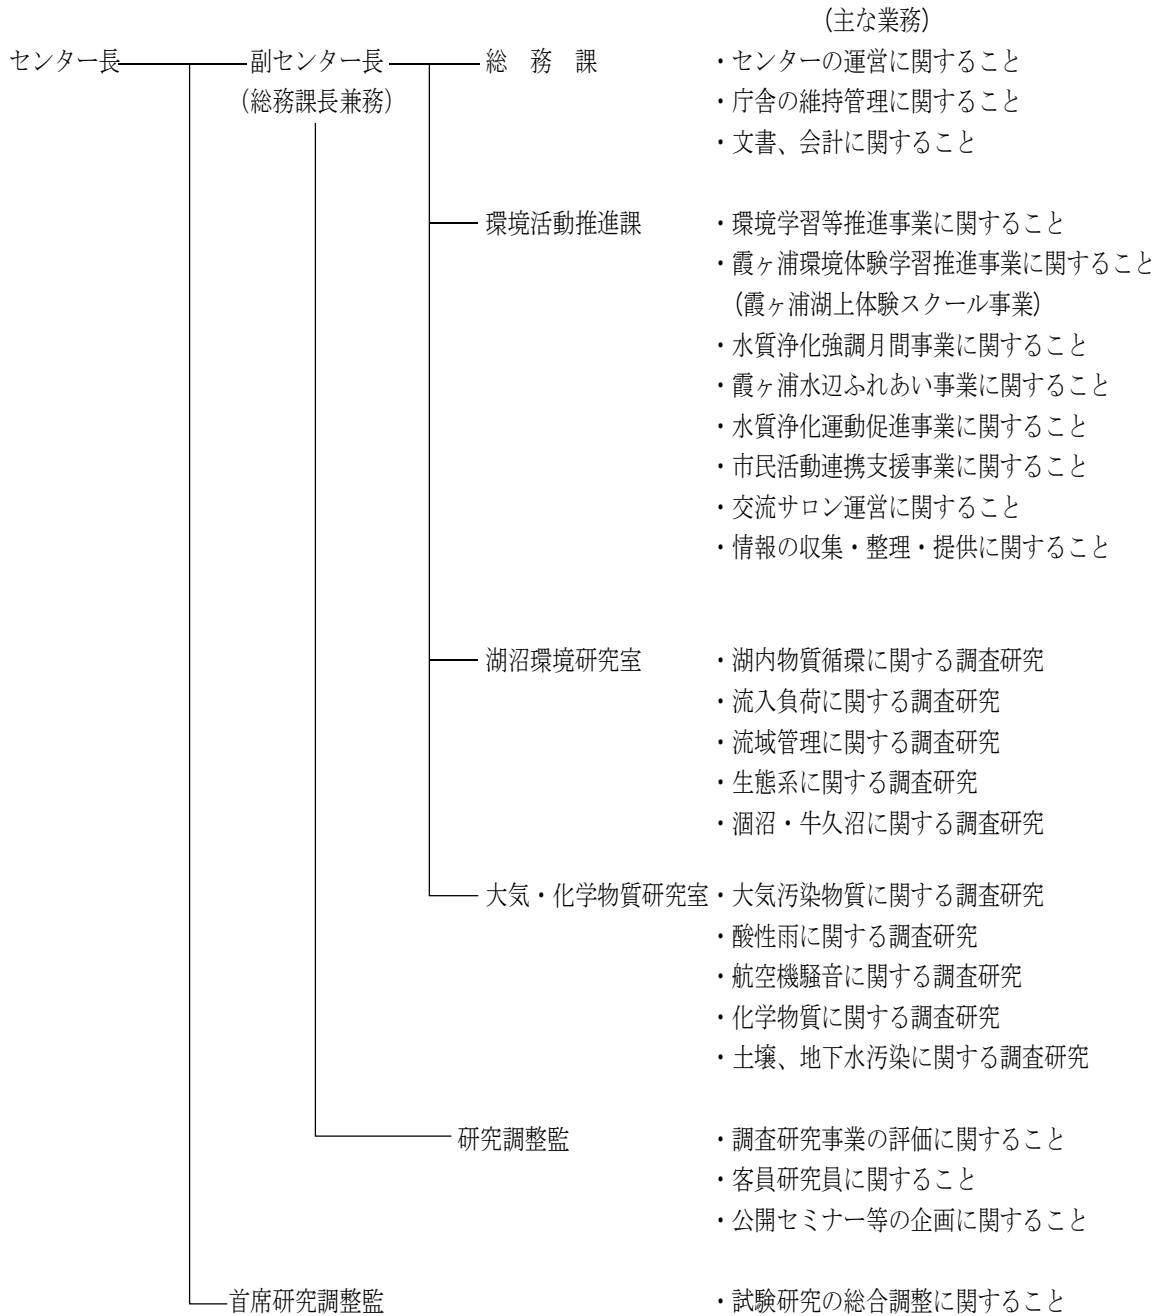 (主な業務)
センター長 副センター長 総 務 課 ・センターの運営に関すること
(総務課長兼務) ・庁舎の維持管理に関すること
・文書、会計に関すること
環境活動推進課 ・環境学習等推進事業に関すること
・霞ヶ浦環境体験学習推進事業に関すること
(霞ヶ浦湖上体験スクール事業)
・水質浄化強調月間事業に関すること
・霞ヶ浦水辺ふれあい事業に関すること
・水質浄化運動促進事業に関すること
・市民活動連携支援事業に関すること
・交流サロン運営に関すること
・情報の収集・整理・提供に関すること
湖沼環境研究室 ・湖内物質循環に関する調査研究
・流入負荷に関する調査研究
・流域管理に関する調査研究
・生態系に関する調査研究
・涸沼・牛久沼に関する調査研究
大気・化学物質研究室・大気汚染物質に関する調査研究
・酸性雨に関する調査研究
・航空機騒音に関する調査研究
・化学物質に関する調査研究
・土壌、地下水汚染に関する調査研究
研究調整監 ・調査研究事業の評価に関すること
・客員研究員に関すること
・公開セミナー等の企画に関すること
首席研究調整監 ・試験研究の総合調整に関すること